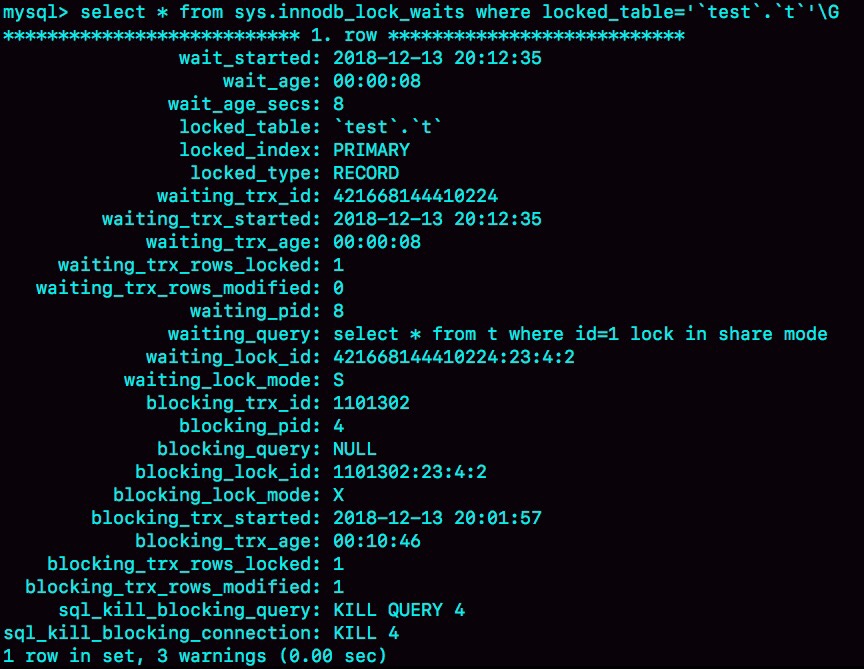 mysql> select * from sys.innodb_lock_waits where locked_table='`test`.`t`'\G
*************************** 1. row ***************************
wait_started: 2018-12-13 20:12:35
wait_age: 00:00:08
wait_age_secs: 8
locked_table: `test`.`t`
locked_index: PRIMARY
locked_type: RECORD
waiting_trx_id: 421668144410224
waiting_trx_started: 2018-12-13 20:12:35
waiting_trx_age: 00:00:08
waiting_trx_rows_locked: 1
waiting_trx_rows_modified: 0
waiting_pid: 8
waiting_query: select * from t where id=1 lock in share mode
waiting_lock_id: 421668144410224:23:4:2
waiting_lock_mode: S
blocking_trx_id: 1101302
blocking_pid: 4
blocking_query: NULL
blocking_lock_id: 1101302:23:4:2
blocking_lock_mode: X
blocking_trx_started: 2018-12-13 20:01:57
blocking_trx_age: 00:10:46
blocking_trx_rows_locked: 1
blocking_trx_rows_modified: 1
sql_kill_blocking_query: KILL QUERY 4
sql_kill_blocking_connection: KILL 4
1 row in set, 3 warnings (0.00 sec)